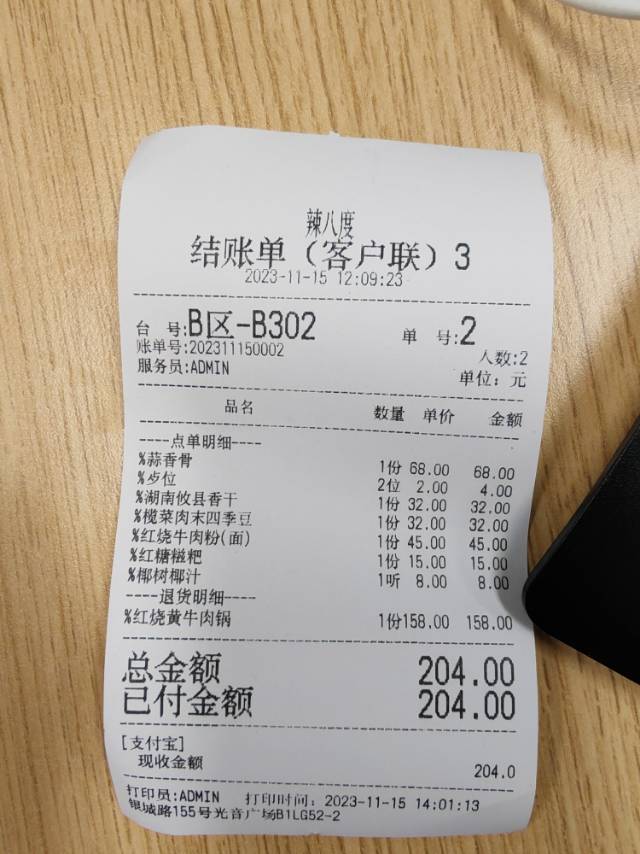 辣八度
结账单（客户联）3
2023-11-15 12:09:23
台 号:B区-B302 单 号:2
账单号:202311150002 人数:2
服务员:ADMIN 单位：元
品名 数量 单价 金额
----点单明细----
%蒜香骨 1份 68.00 68.00
%歺位 2位 2.00 4.00
%湖南攸县香干 1份 32.00 32.00
%榄菜肉末四季豆 1份 32.00 32.00
%红烧牛肉粉(面) 1份 45.00 45.00
%红糖糍粑 1份 15.00 15.00
%椰树椰汁 1听 8.00 8.00
----退货明细----
%红烧黄牛肉锅 1份158.00 158.00
总金额 204.00
已付金额 204.00
[支付宝]
现收金额 204.0
打印员:ADMIN 打印时间：2023-11-15 14:01:13
银城路155号光音广场B1LG52-2